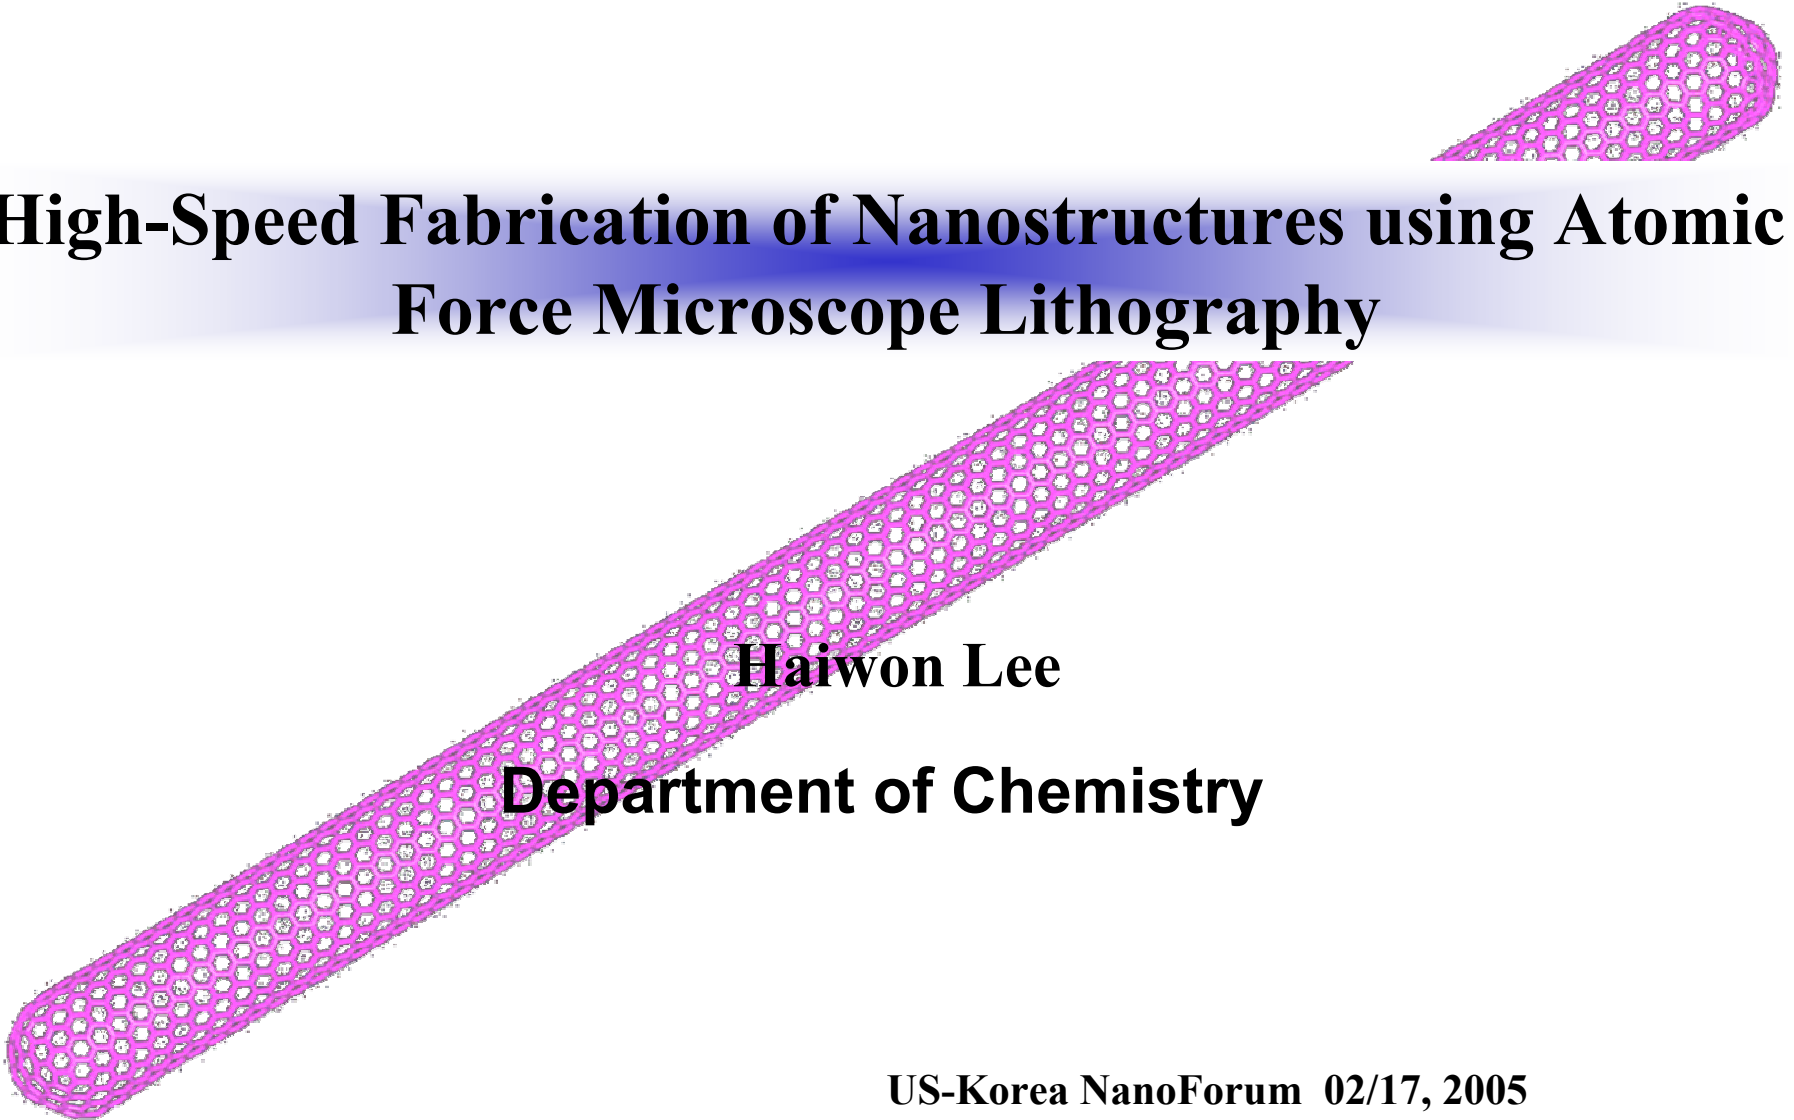 High-Speed Fabrication of Nanostructures using Atomic
Force Microscope Lithography
Haiwon Lee
Department of Chemistry
US-Korea NanoForum 02/17, 2005